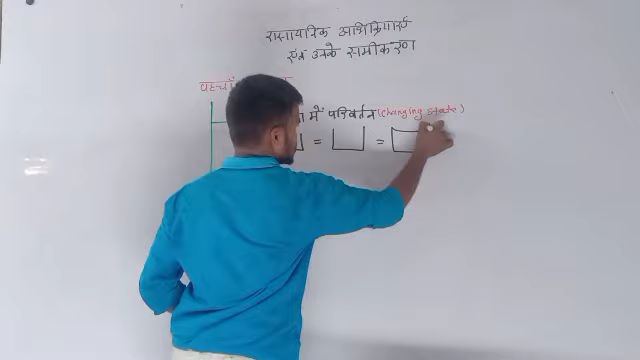 रासायनिक अभिक्रियाएँ
एवं उनके समीकरण
में परिवर्तन (changing state)
= =